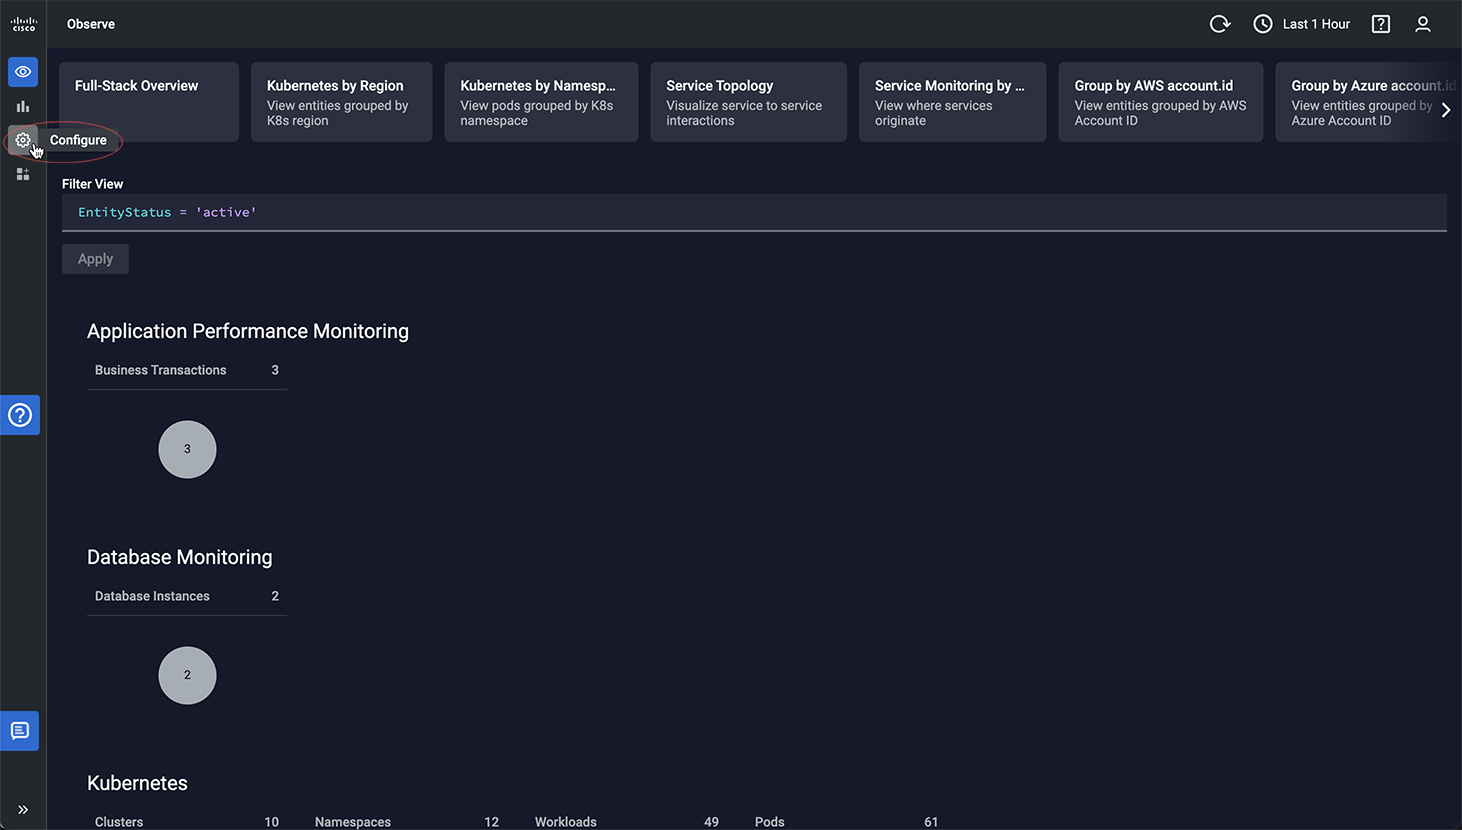 cisco
Observe
Last 1 Hour
Full-Stack Overview
Kubernetes by Region
View entities grouped by
K8s region
Kubernetes by Namesp...
View pods grouped by K8s
namespace
Service Topology
Visualize service to service
interactions
Service Monitoring by ...
View where services
originate
Group by AWS account.id
View entities grouped by AWS
Account ID
Group by Azure account.id
View entities grouped by
Azure Account ID
Configure
Filter View
EntityStatus = 'active'
Apply
Application Performance Monitoring
Business Transactions 3
3
Database Monitoring
Database Instances 2
2
Kubernetes
Clusters 10 Namespaces 12 Workloads 49 Pods 61